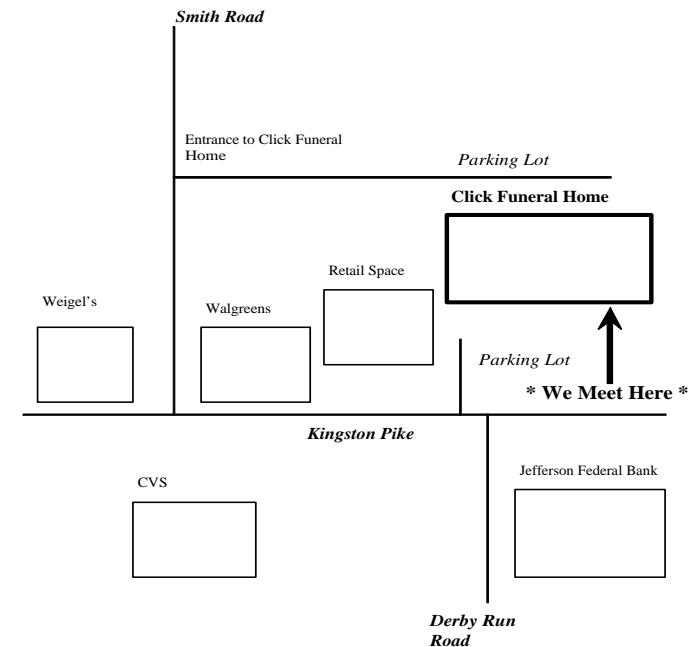 Smith Road
Entrance to Click Funeral
Home
Parking Lot
Click Funeral Home
Retail Space
Weigel's
Walgreens
Parking Lot
* We Meet Here *
Kingston Pike
Jefferson Federal Bank
CVS
Derby Run
Road